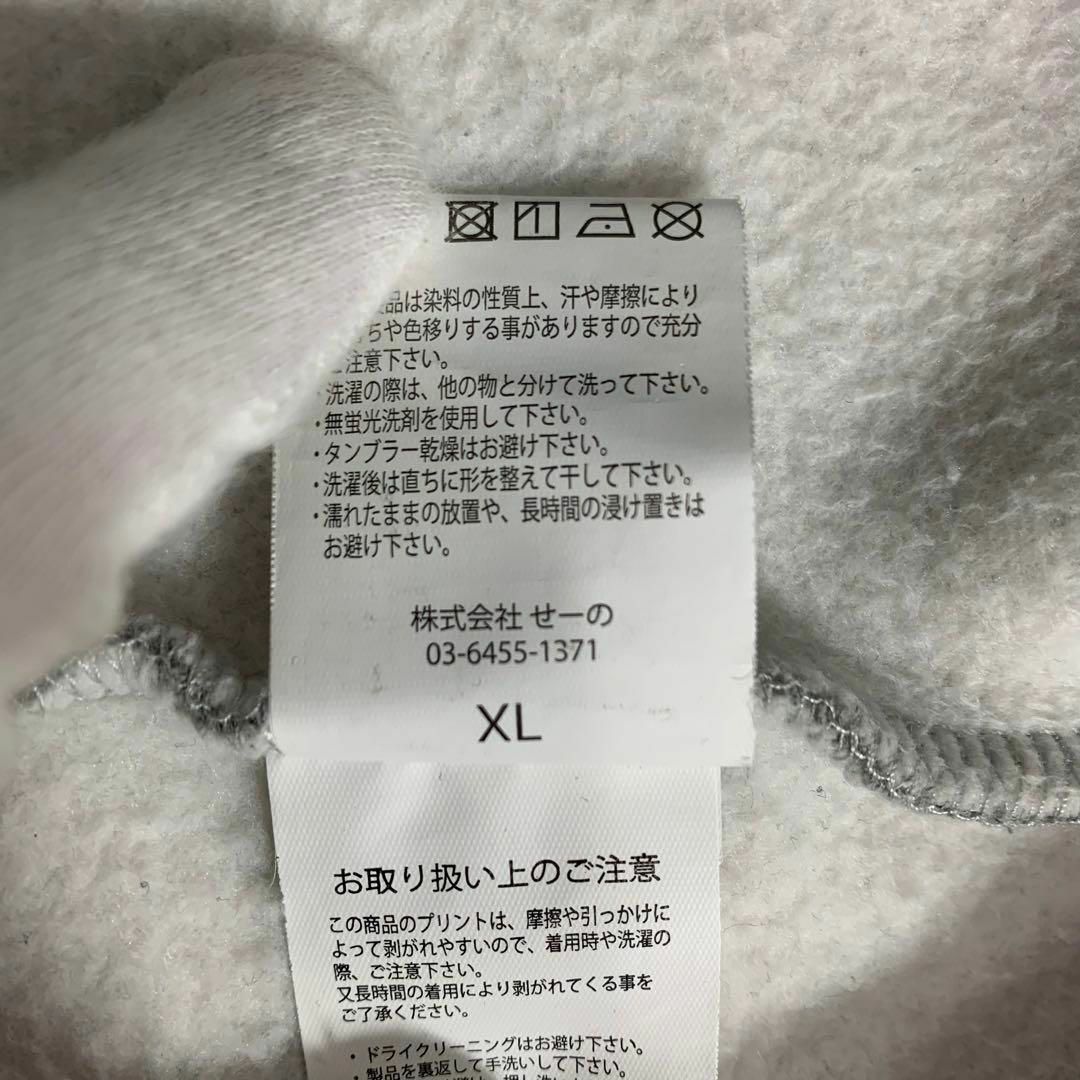 品は染料の性質上、汗や摩擦により
ちや色移りする事がありますので充分
ご注意下さい。
・洗濯の際は、他の物と分けて洗って下さい。
・無蛍光洗剤を使用して下さい。
・タンブラー乾燥はお避け下さい。
・洗濯後は直ちに形を整えて干して下さい。
・濡れたままの放置や、長時間の浸け置きは
お避け下さい。
株式会社 せーの
03-6455-1371
XL
お取り扱い上のご注意
この商品のプリントは、摩擦や引っかけに
よって剥がれやすいので、着用時や洗濯の
際、ご注意下さい。
又長時間の着用により剥がれてくる事を
ご了承ください。
・ドライクリーニングはお避け下さい。
・製品を裏返して手洗いして下さい。